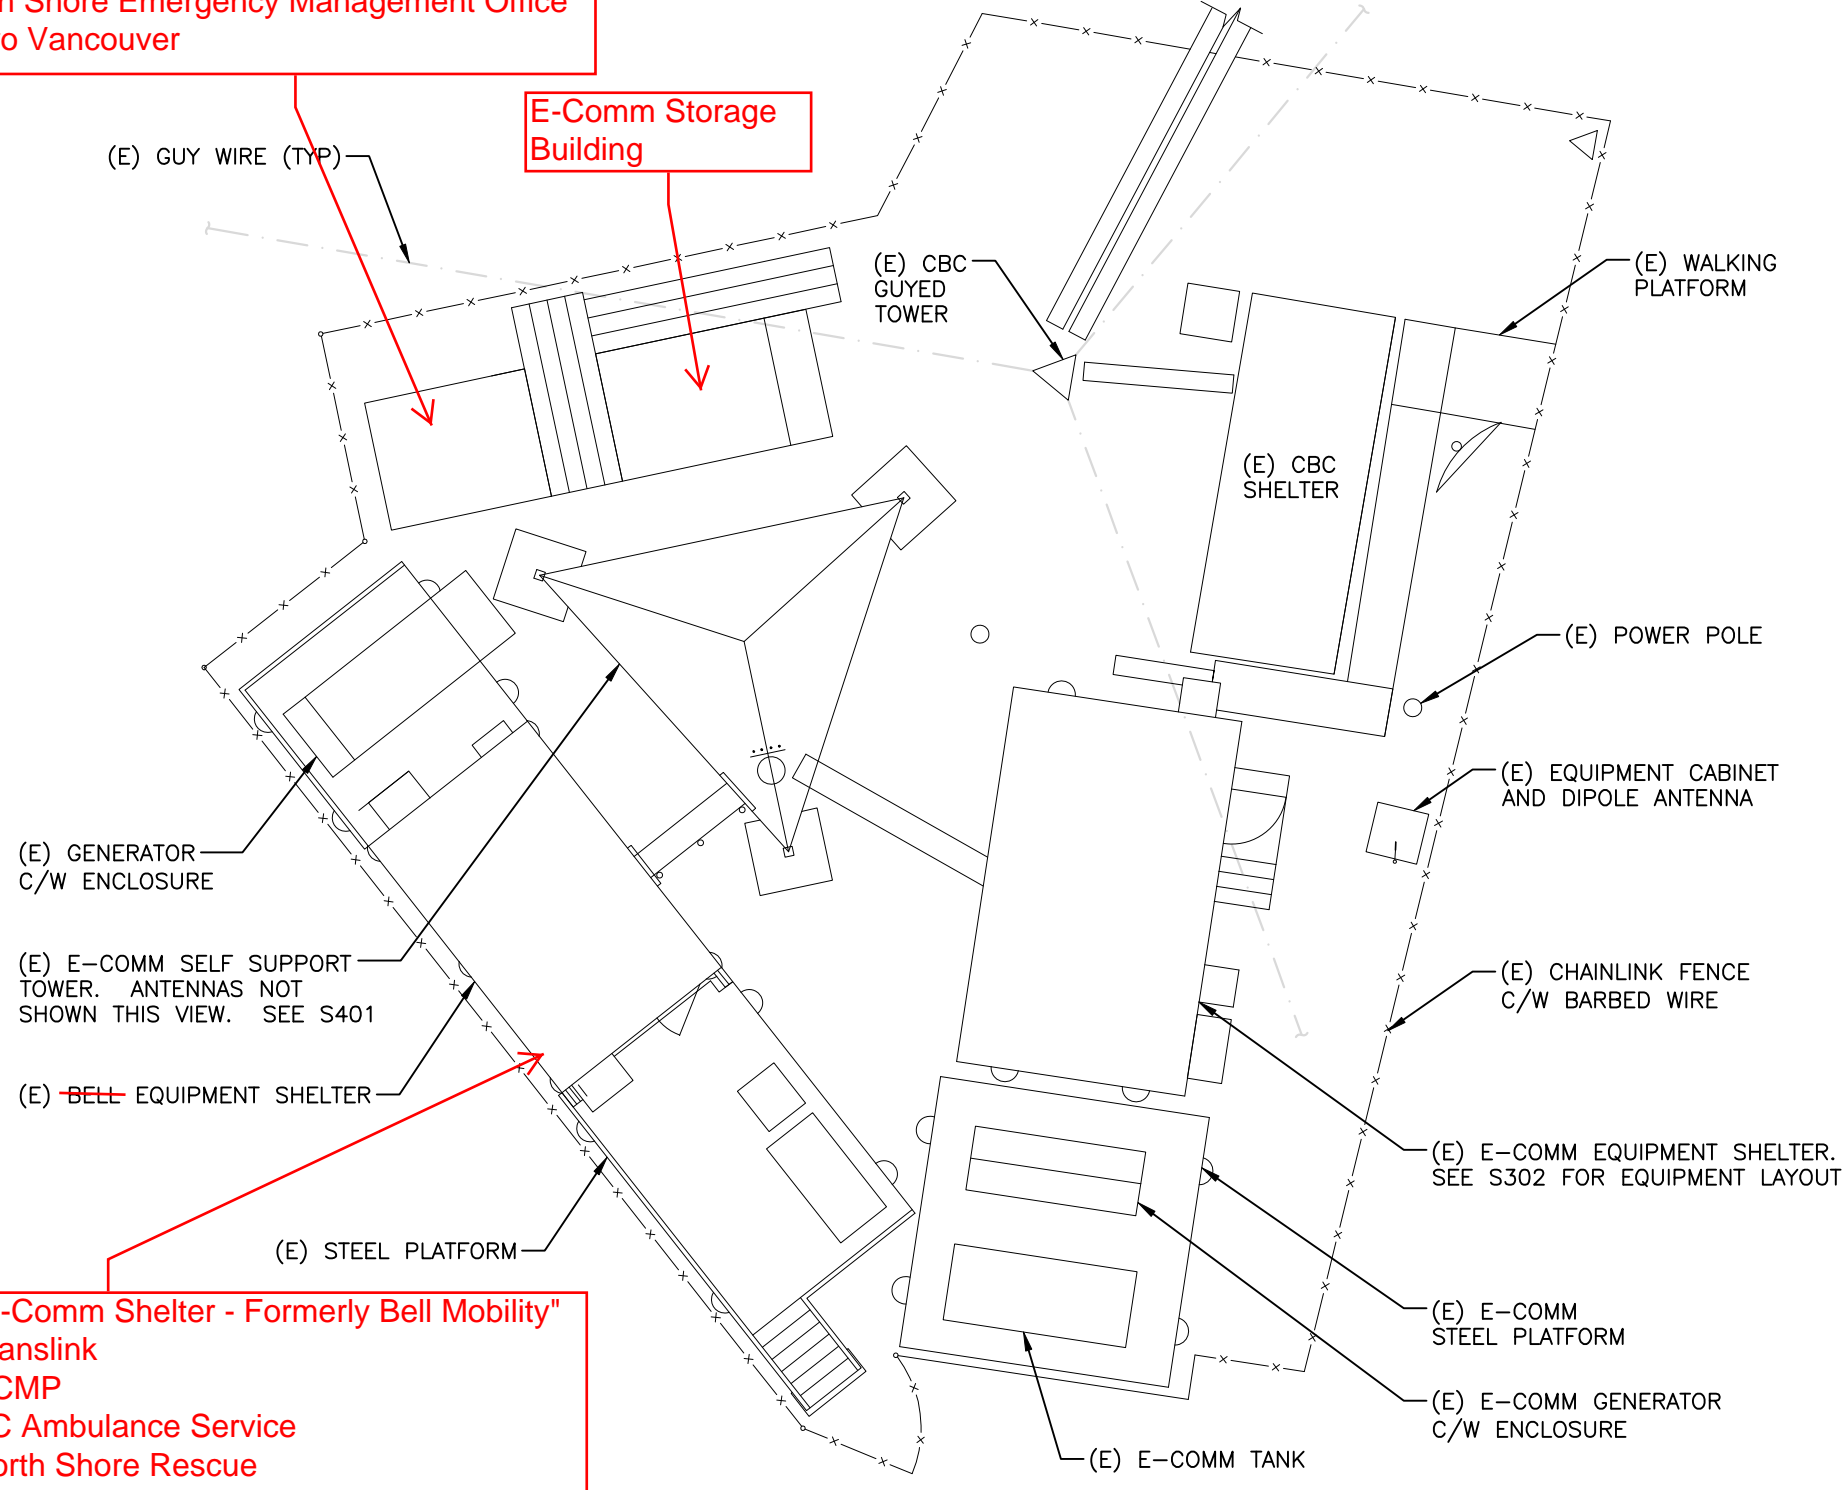 Shore Emergency Management Office
Vancouver
E-Comm Storage
Building
(E) GUY WIRE (TYP)
(E) CBC
GUYED
TOWER
(E) WALKING
PLATFORM
(E) CBC
SHELTER
(E) POWER POLE
(E) EQUIPMENT CABINET
AND DIPOLE ANTENNA
(E) GENERATOR
C/W ENCLOSURE
(E) E-COMM SELF SUPPORT
TOWER. ANTENNAS NOT
SHOWN THIS VIEW. SEE S401
(E) CHAINLINK FENCE
C/W BARBED WIRE
(E) BELL EQUIPMENT SHELTER
(E) E-COMM EQUIPMENT SHELTER.
SEE S302 FOR EQUIPMENT LAYOUT
(E) STEEL PLATFORM
-Comm Shelter - Formerly Bell Mobility"
anslink
CMP
C Ambulance Service
orth Shore Rescue
(E) E-COMM
STEEL PLATFORM
(E) E-COMM GENERATOR
C/W ENCLOSURE
(E) E-COMM TANK